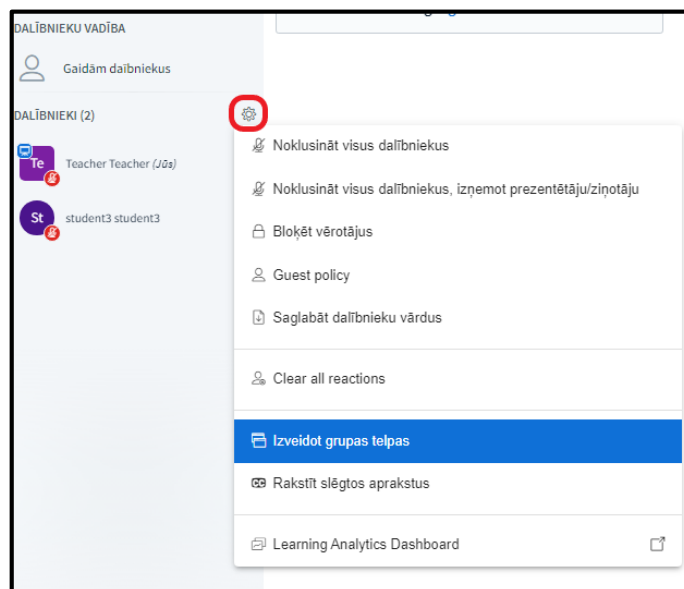 DALĪBNIEKU VADĪBA
Gaidām daībniekus
DALĪBNIEKI (2)
Te
Teacher Teacher (Jūs)
St
student3 student3
Noklusināt visus dalībniekus
Noklusināt visus dalībniekus, izņemot prezentētāju/ziņotāju
Bloķēt vērotājus
Guest policy
Saglabāt dalībnieku vārdus
Clear all reactions
Izveidot grupas telpas
CC Rakstīt slēgtos aprakstus
Learning Analytics Dashboard